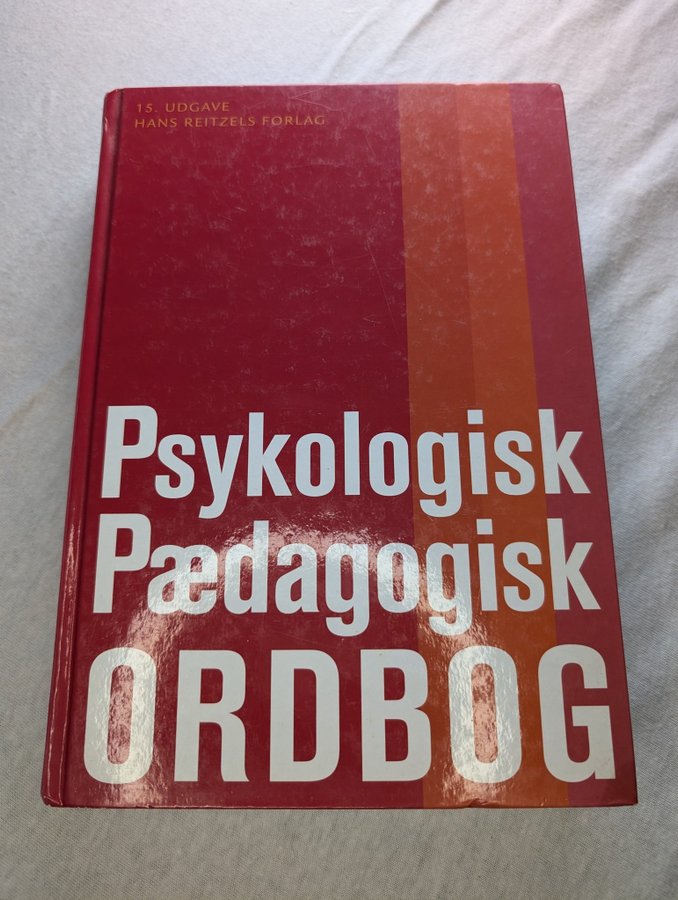 15. UDGAVE
HANS REITZELS FORLAG
Psykologisk
Pædagogisk
ORDBOG